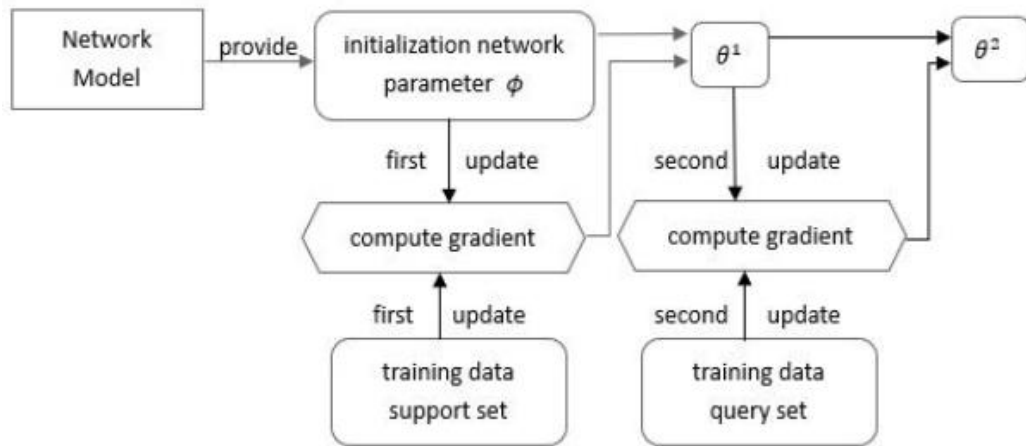 Network
Model
provide
initialization network
parameter ϕ
θ¹
θ²
first update
second update
compute gradient
compute gradient
first update
second update
training data
support set
training data
query set